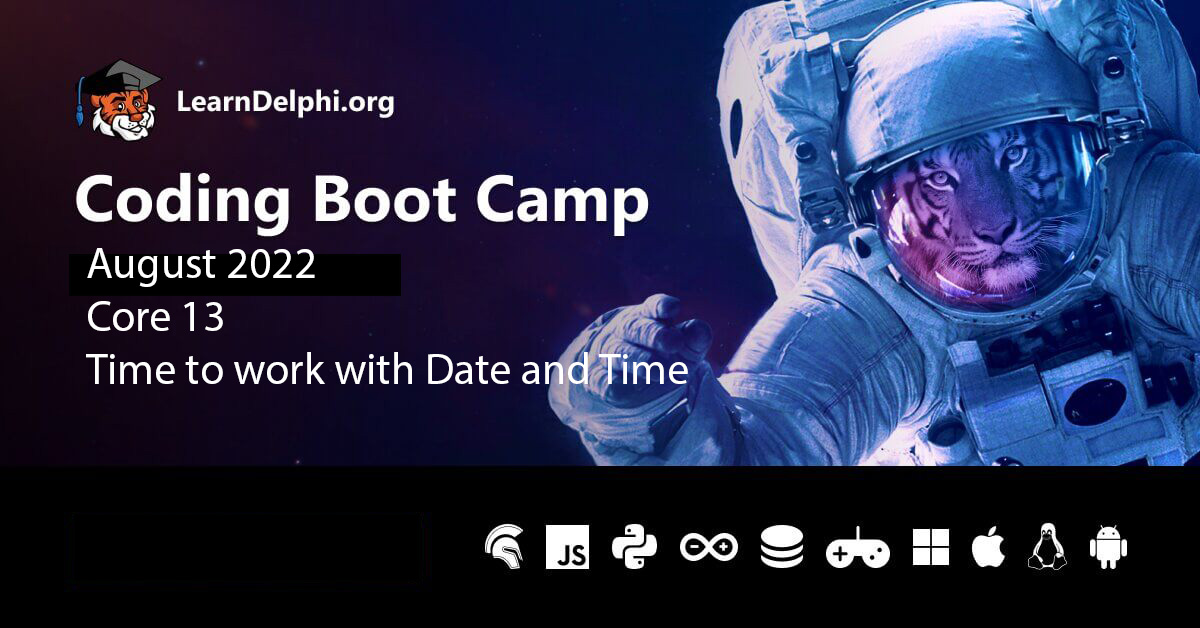 LearnDelphi.org
Coding Boot Camp
August 2022
Core 13
Time to work with Date and Time
JS